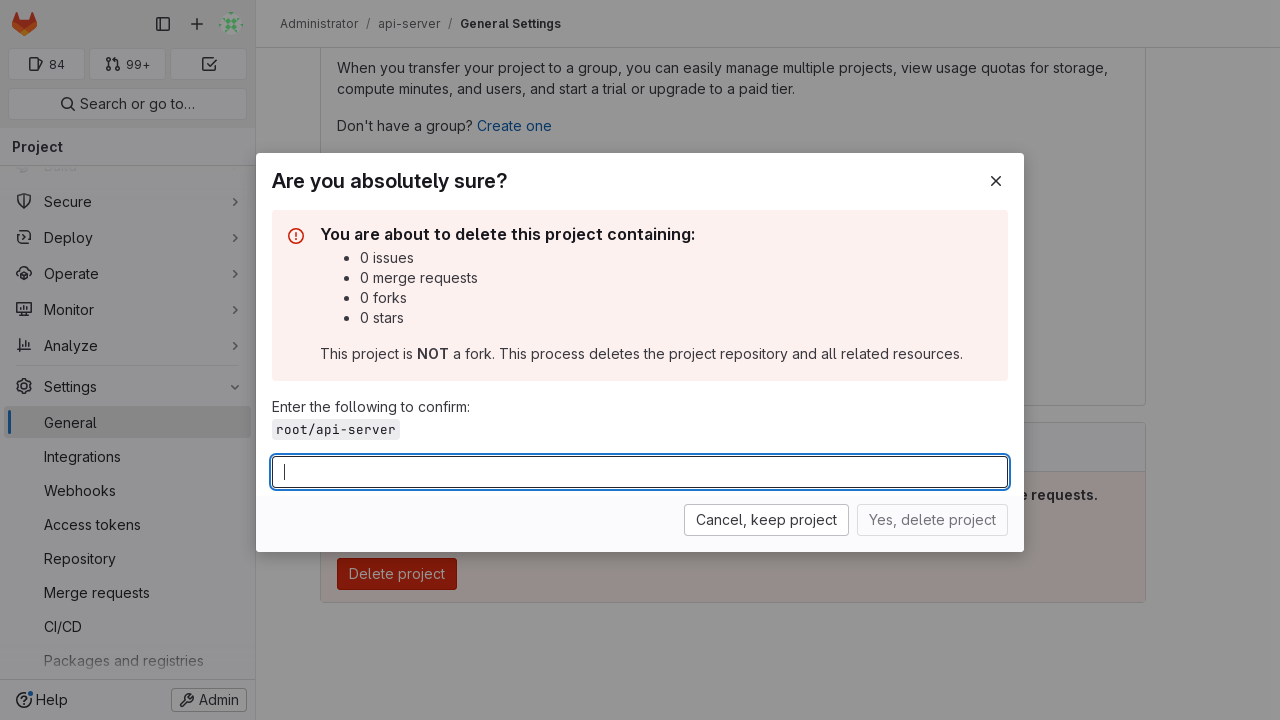 Administrator / api-server / General Settings
84
99+
Search or go to…
Project
Build
Secure
Deploy
Operate
Monitor
Analyze
Settings
General
Integrations
Webhooks
Access tokens
Repository
Merge requests
CI/CD
Packages and registries
Help
Admin
When you transfer your project to a group, you can easily manage multiple projects, view usage quotas for storage,
compute minutes, and users, and start a trial or upgrade to a paid tier.
Don't have a group? Create one
Are you absolutely sure?
You are about to delete this project containing:
0 issues
0 merge requests
0 forks
0 stars
This project is NOT a fork. This process deletes the project repository and all related resources.
Enter the following to confirm:
root/api-server
Cancel, keep project
Yes, delete project
requests.
Delete project